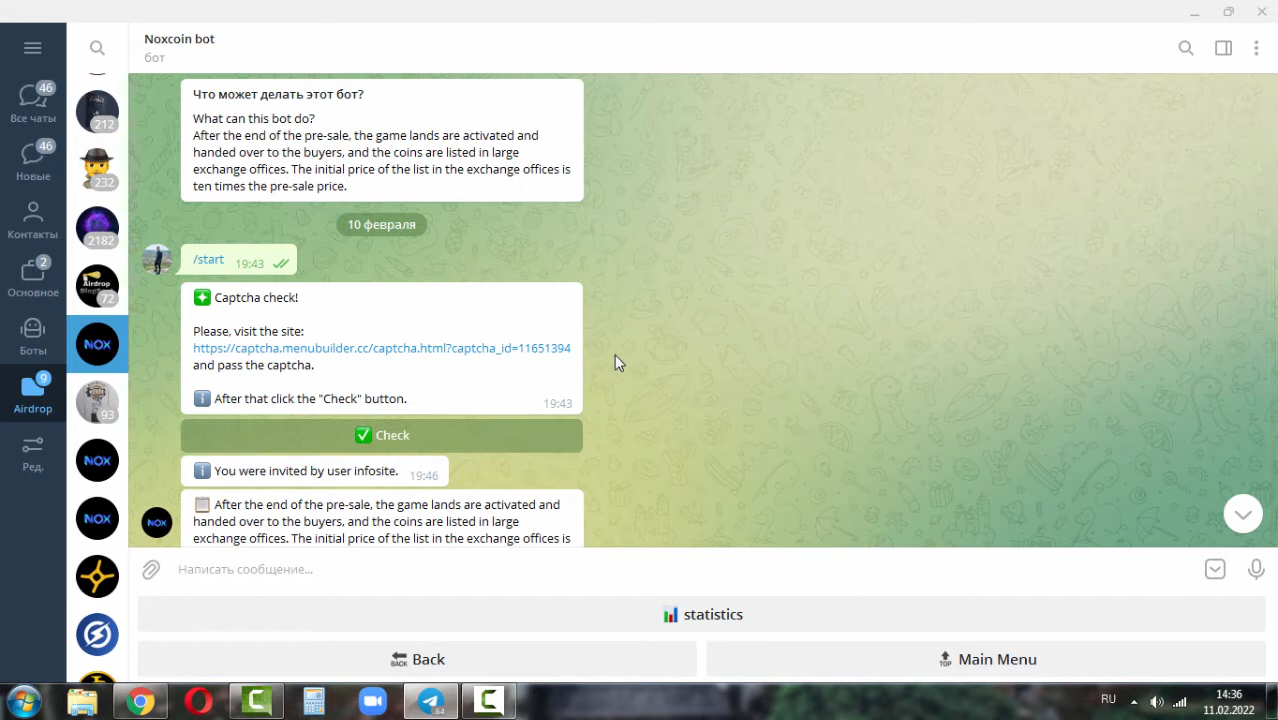 Noxcoin bot
бот
46
Все чаты
46
Новые
Контакты
2
Основное
Боты
9
Airdrop
Ред.
212
232
2182
Airdrop
72
NOX
93
NOX
NOX
Что может делать этот бот?
What can this bot do?
After the end of the pre-sale, the game lands are activated and
handed over to the buyers, and the coins are listed in large
exchange offices. The initial price of the list in the exchange offices is
ten times the pre-sale price.
10 февраля
/start 19:43
Captcha check!
Please, visit the site:
https://captcha.menubuilder.cc/captcha.html?captcha_id=11651394
and pass the captcha.
After that click the "Check" button. 19:43
Check
You were invited by user infosite. 19:46
NOX
After the end of the pre-sale, the game lands are activated and
handed over to the buyers, and the coins are listed in large
exchange offices. The initial price of the list in the exchange offices is
Написать сообщение...
statistics
BACK Back
TOP Main Menu
64
RU
14:36
11.02.2022